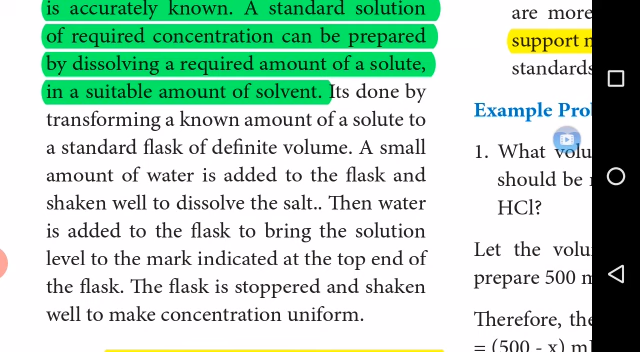 is accurately known. A standard solution
of required concentration can be prepared
by dissolving a required amount of a solute,
in a suitable amount of solvent. Its done by
transforming a known amount of a solute to
a standard flask of definite volume. A small
amount of water is added to the flask and
shaken well to dissolve the salt.. Then water
is added to the flask to bring the solution
level to the mark indicated at the top end of
the flask. The flask is stoppered and shaken
well to make concentration uniform.
are more
support
standards
Example
1. What
should be
HCl?
Let the
prepare 500
Therefore, the
= (500 - x)